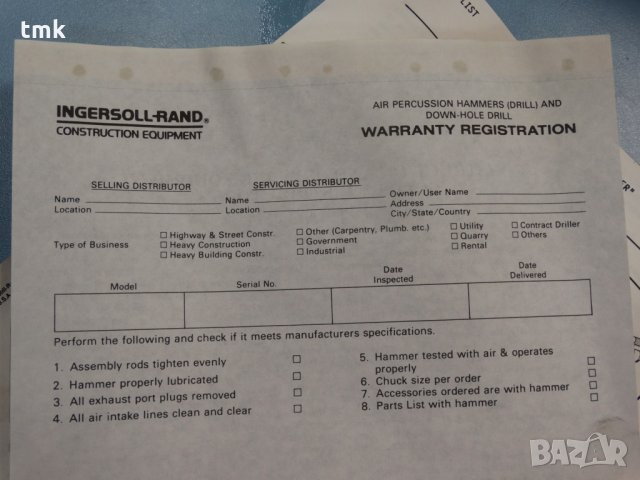 tmk
LIST
INGERSOLL-RAND®
CONSTRUCTION EQUIPMENT
AIR PERCUSSION HAMMERS (DRILL) AND
DOWN-HOLE DRILL
WARRANTY REGISTRATION
SELLING DISTRIBUTOR
SERVICING DISTRIBUTOR
Name
Location
Name
Location
Owner/User Name
Address
City/State/Country
Type of Business
☐ Highway & Street Constr.
☐ Heavy Construction
☐ Heavy Building Constr.
☐ Other (Carpentry, Plumb. etc.)
☐ Government
☐ Industrial
☐ Utility
☐ Quarry
☐ Rental
☐ Contract Driller
☐ Others
Model
Serial No.
Date
Inspected
Date
Delivered
Perform the following and check if it meets manufacturers specifications.
1. Assembly rods tighten evenly ☐
2. Hammer properly lubricated ☐
3. All exhaust port plugs removed ☐
4. All air intake lines clean and clear ☐
5. Hammer tested with air & operates
properly ☐
6. Chuck size per order ☐
7. Accessories ordered are with hammer ☐
8. Parts List with hammer ☐
BAZAR